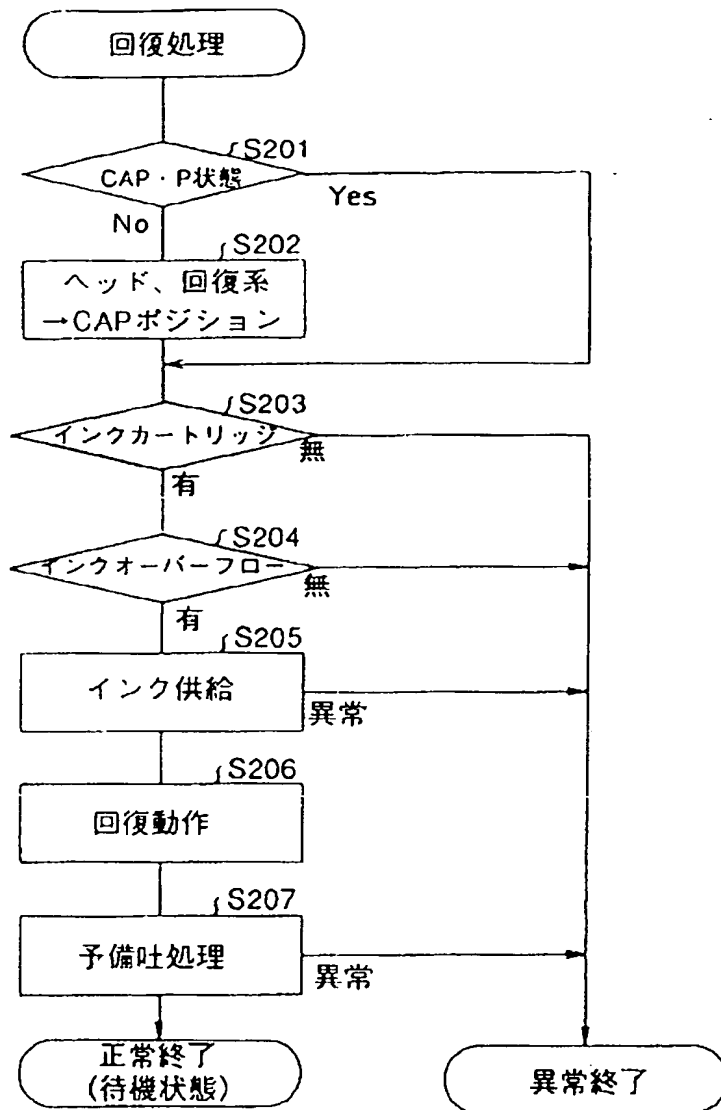 回復処理
S201
CAP・P状態
Yes
No
S202
ヘッド、回復系
→CAPポジション
S203
インクカートリッジ
無
有
S204
インクオーバーフロー
無
有
S205
インク供給
異常
S206
回復動作
S207
予備吐処理
異常
正常終了
(待機状態)
異常終了